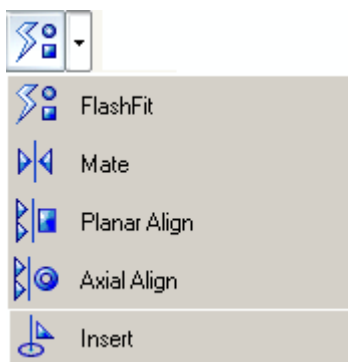 FlashFit
Mate
Planar Align
Axial Align
Insert